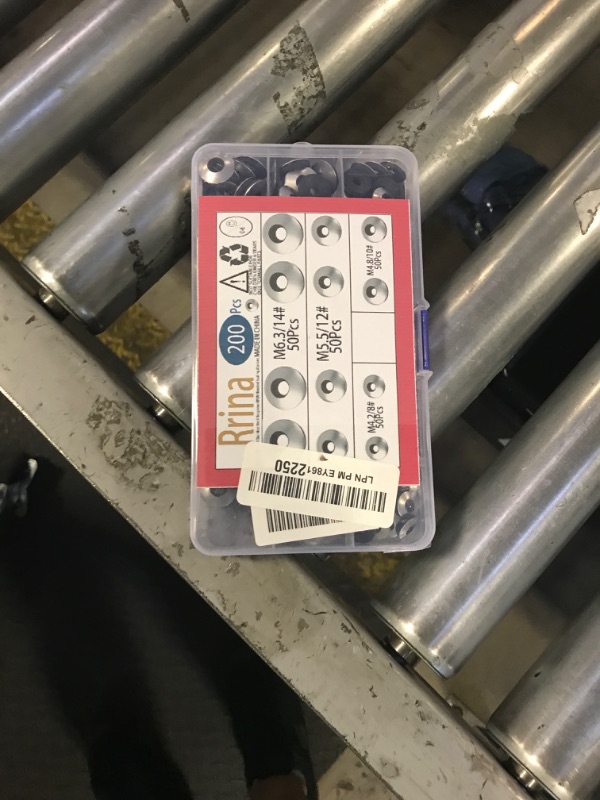 Rrina
200 Pcs
MADE IN CHINA
M6.3/14#
50Pcs
M5.5/12#
50Pcs
M4.8/10#
50Pcs
M4.2/8#
50Pcs
LPN PM EY8612250